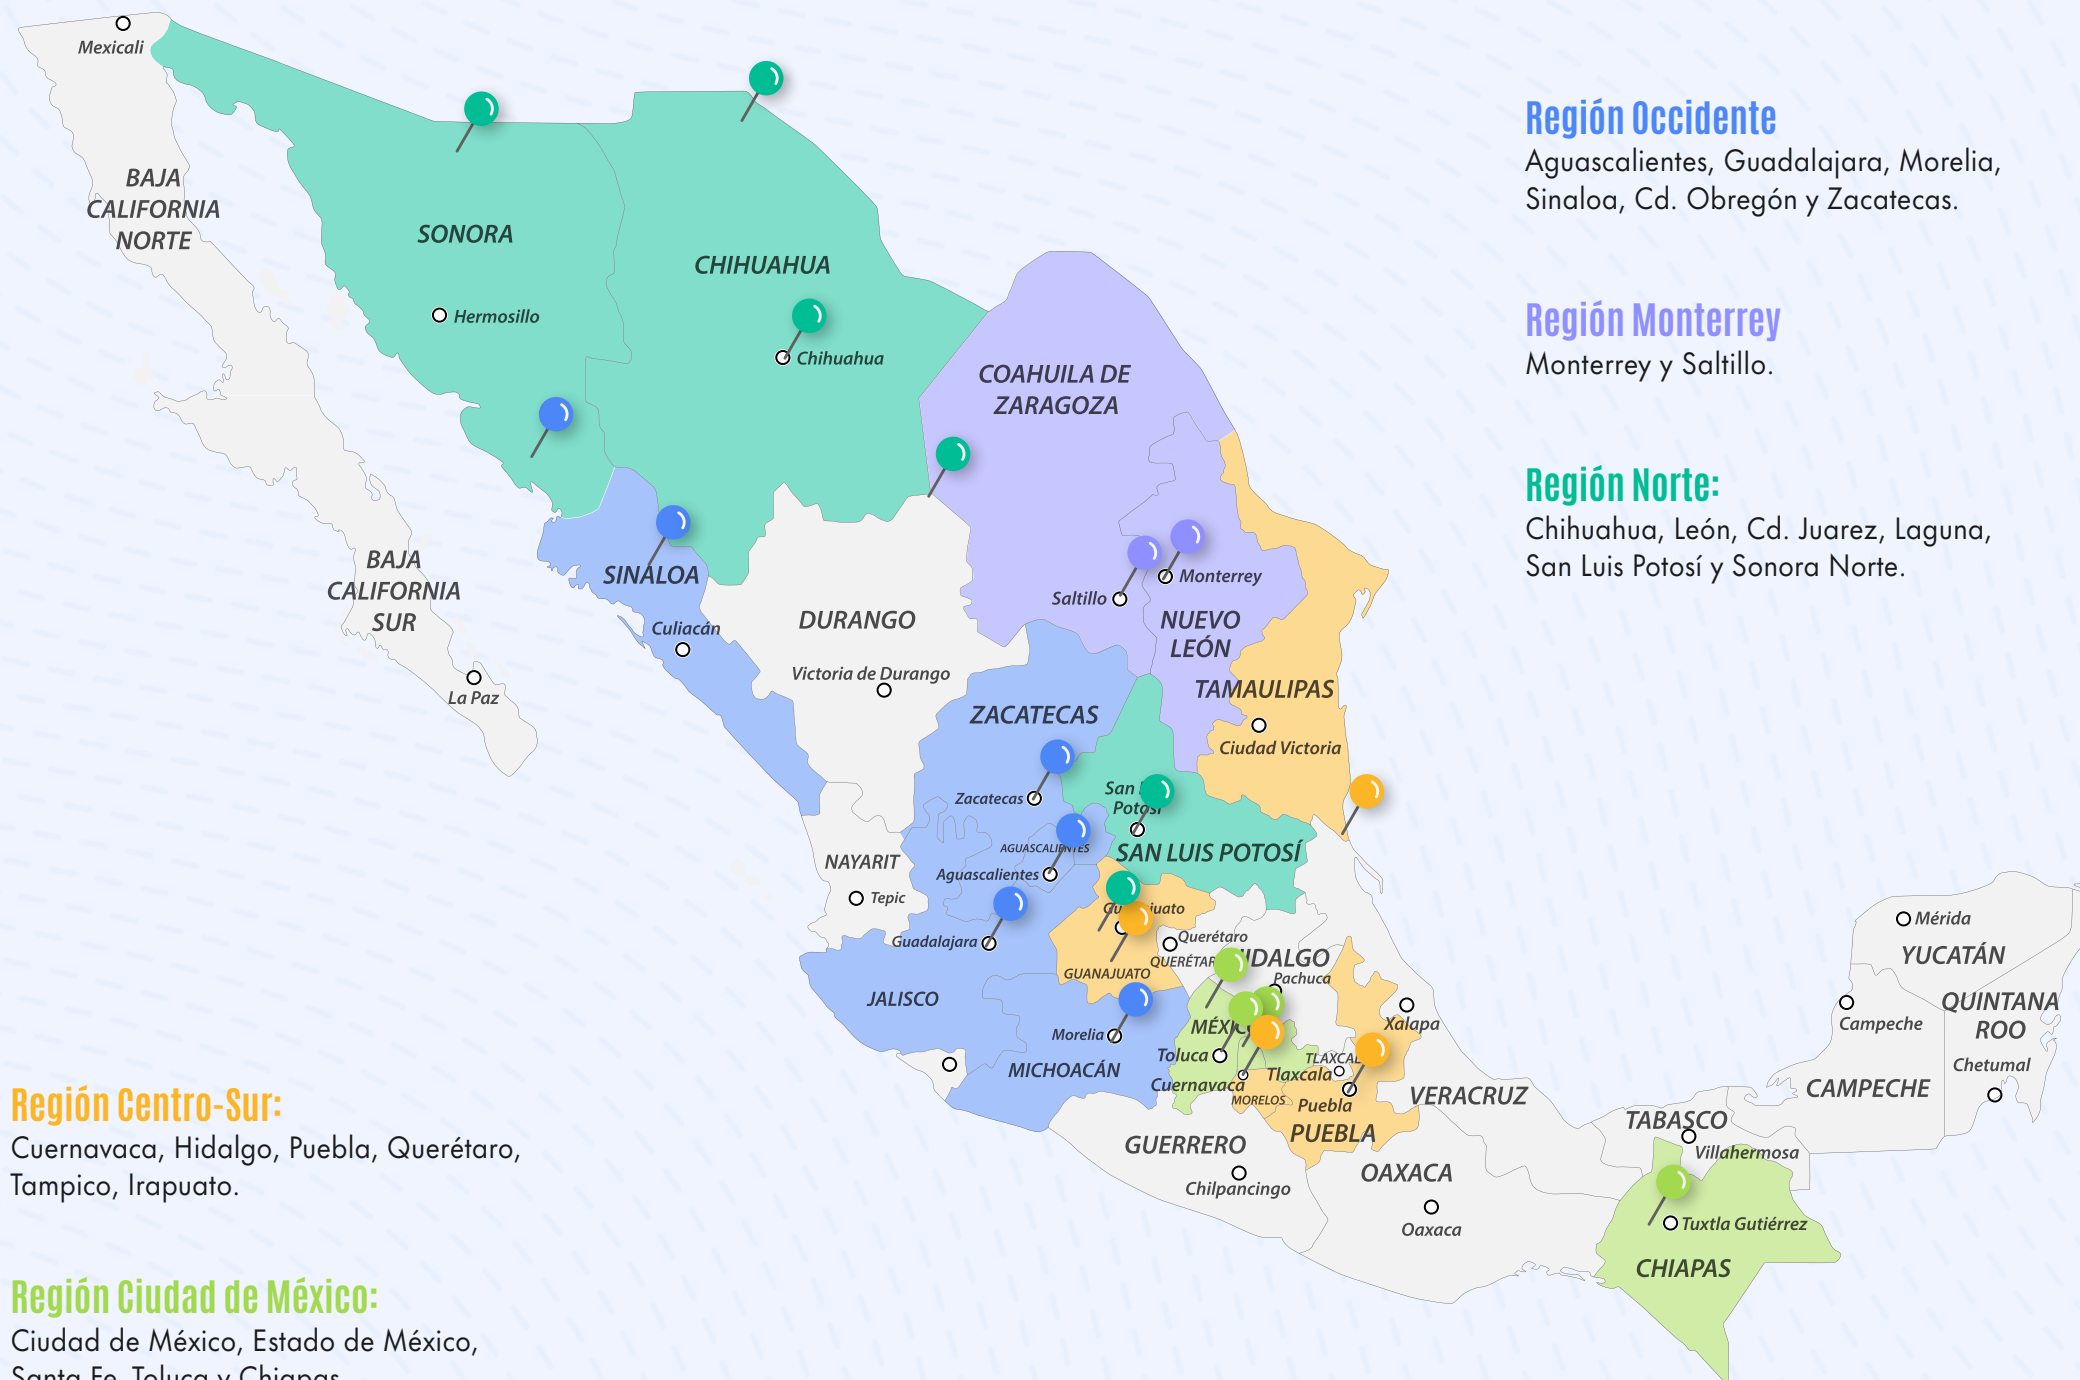 Mexicali
BAJA
CALIFORNIA
NORTE
SONORA
Hermosillo
CHIHUAHUA
Chihuahua
COAHUILA DE
ZARAGOZA
Región Occidente
Aguascalientes, Guadalajara, Morelia,
Sinaloa, Cd. Obregón y Zacatecas.
Región Monterrey
Monterrey y Saltillo.
Región Norte:
Chihuahua, León, Cd. Juarez, Laguna,
San Luis Potosí y Sonora Norte.
BAJA
CALIFORNIA
SUR
La Paz
SINALOA
Culiacán
DURANGO
Victoria de Durango
Monterrey
Saltillo
NUEVO
LEÓN
TAMAULIPAS
Ciudad Victoria
ZACATECAS
Zacatecas
San
Potosí
SAN LUIS POTOSÍ
AGUASCALIENTES
Aguascalientes
NAYARIT
Tepic
Guadalajara
Querétaro
HIDALGO
Pachuca
GUANAJUATO
JALISCO
Morelia
MICHOACÁN
Toluca
Cuernavaca
Tlaxcala
MORELOS
Puebla
PUEBLA
Xalapa
VERACRUZ
GUERRERO
Chilpancingo
OAXACA
Oaxaca
TABASCO
Villahermosa
Tuxtla Gutiérrez
CHIAPAS
Mérida
YUCATÁN
QUINTANA
ROO
Campeche
Chetumal
CAMPECHE
Región Centro-Sur:
Cuernavaca, Hidalgo, Puebla, Querétaro,
Tampico, Irapuato.
Región Ciudad de México:
Ciudad de México, Estado de México,
Santa Fe, Toluca y Chiapas